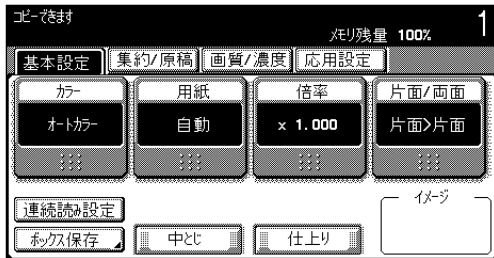 コピーできます
メモリ残量 100% 1
基本設定 集約/原稿 画質/濃度 応用設定
カラー 用紙 倍率 片面/両面
オートカラー 自動 × 1.000 片面>片面
連続読み設定 イメージ
ボックス保存 中とじ 仕上り